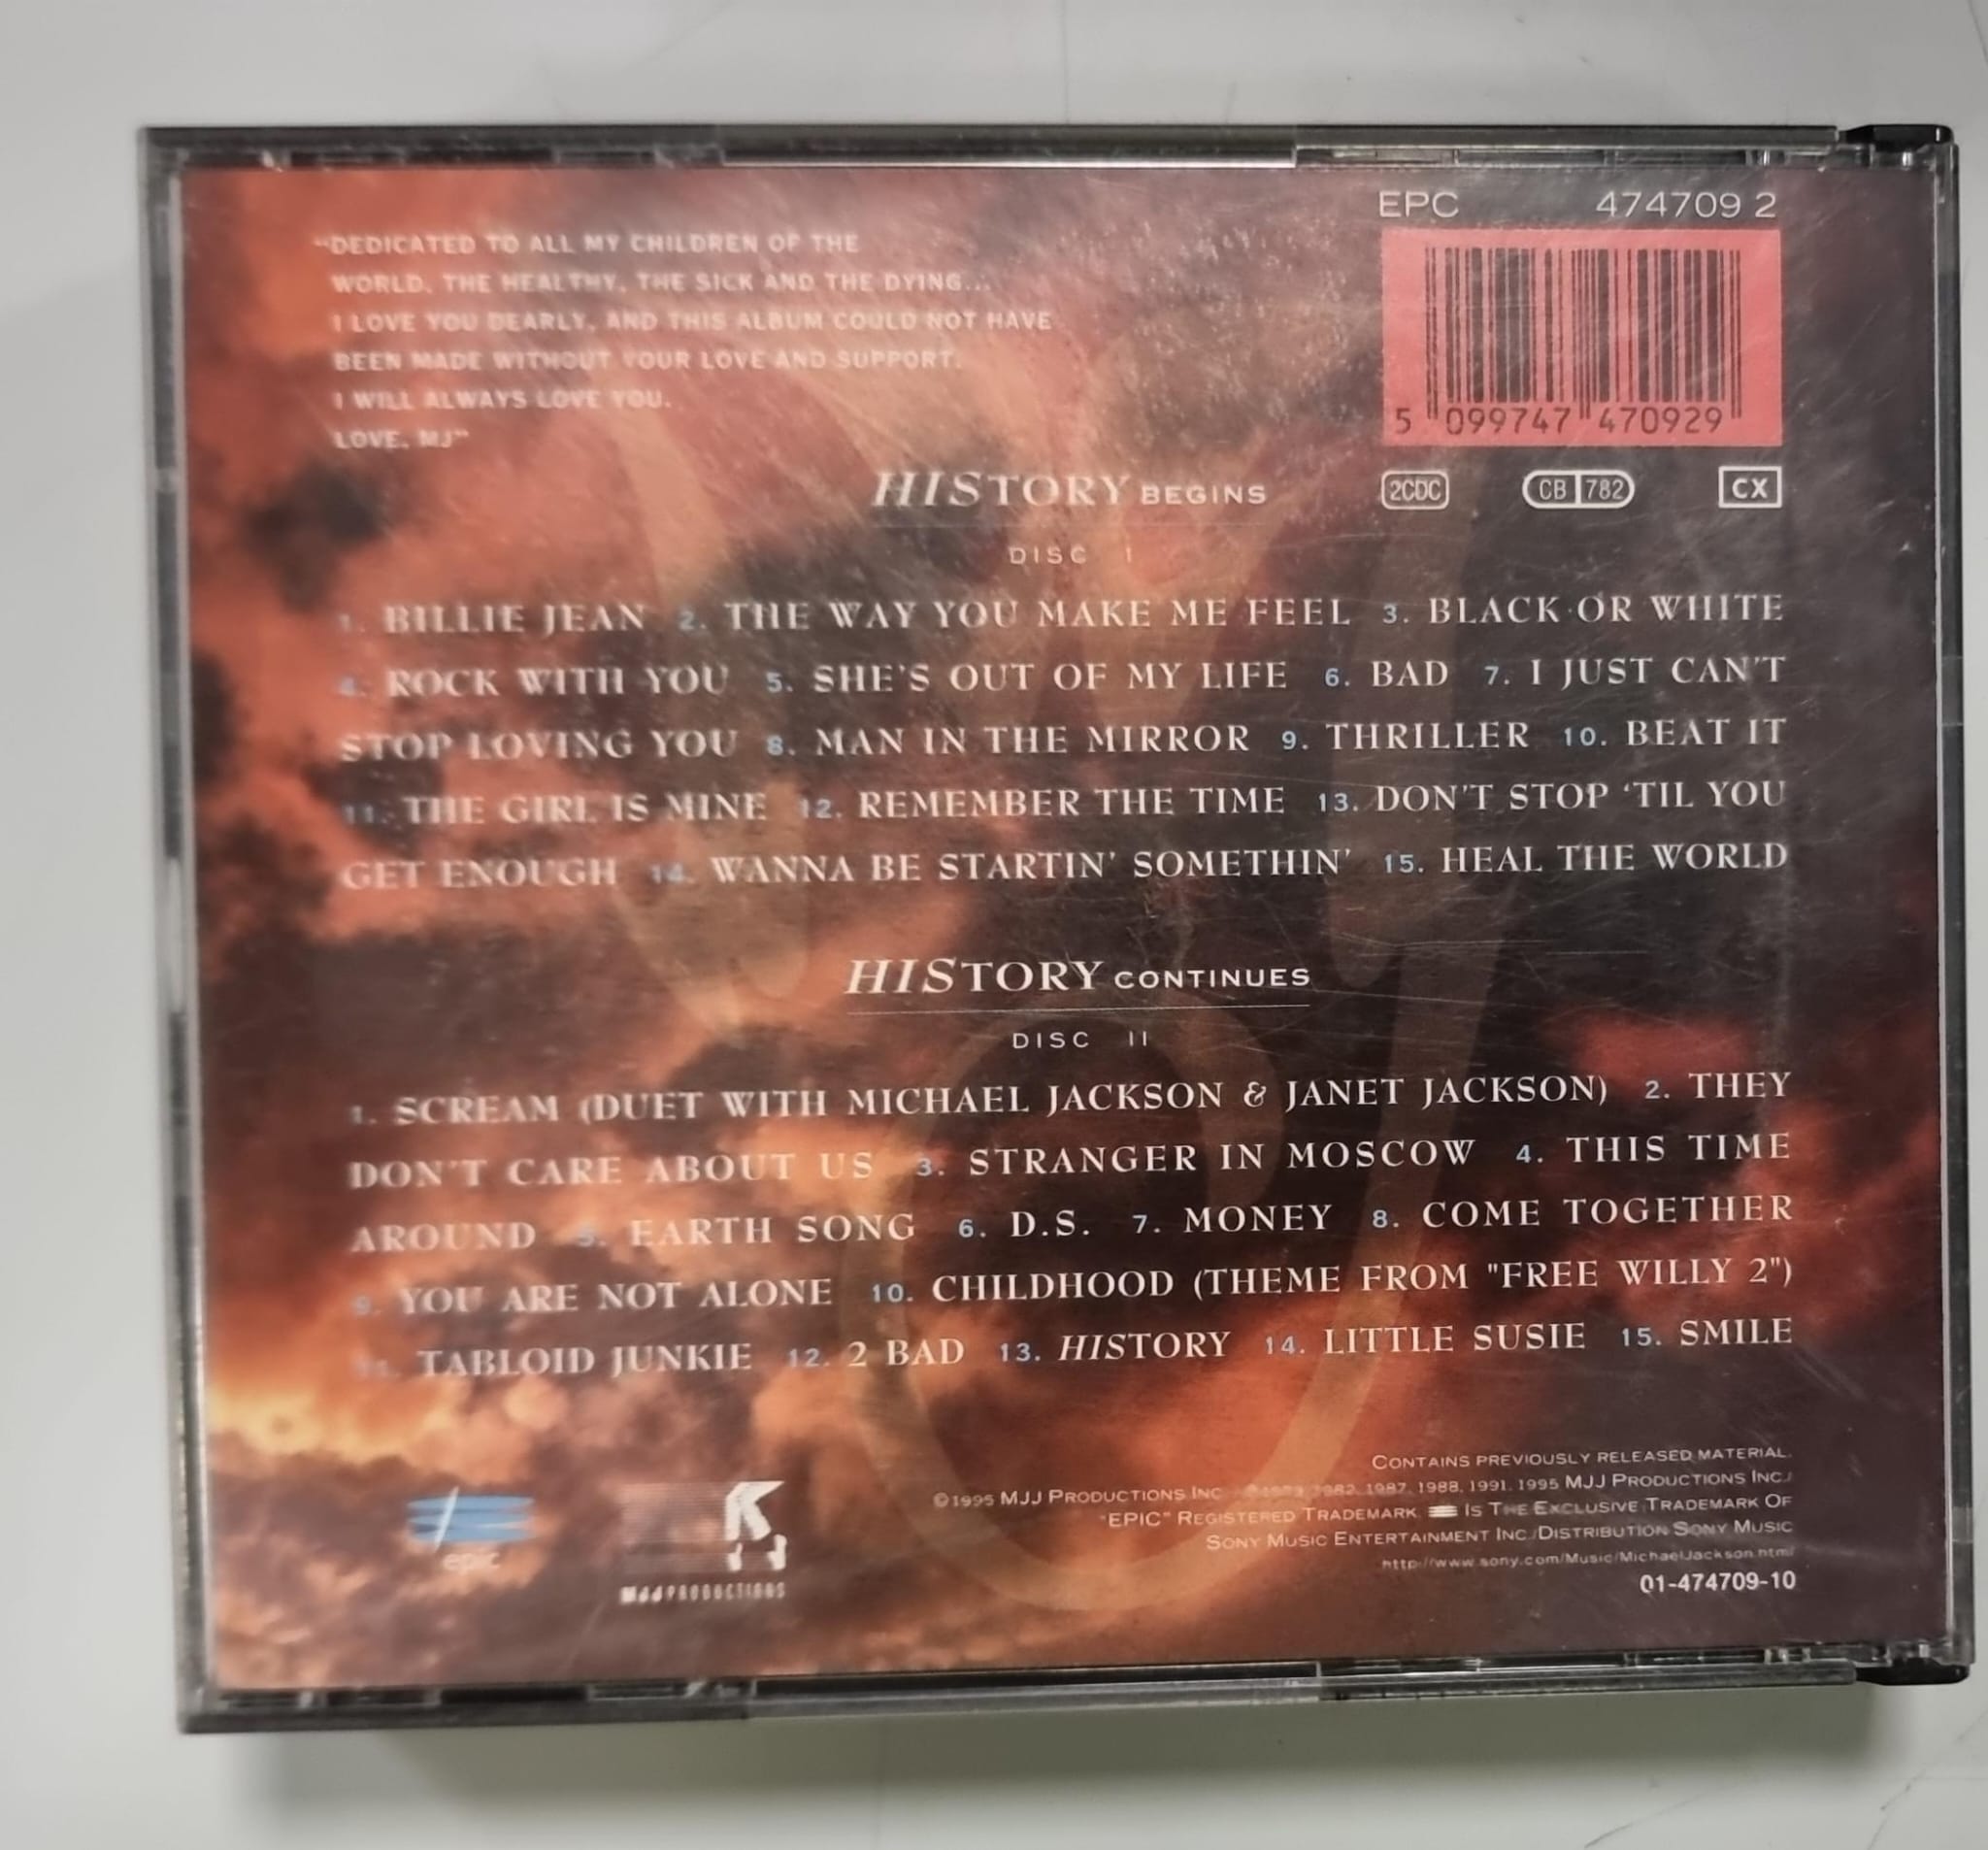 "DEDICATED TO ALL MY CHILDREN OF THE
WORLD, THE HEALTHY, THE SICK AND THE DYING...
I LOVE YOU DEARLY, AND THIS ALBUM COULD NOT HAVE
BEEN MADE WITHOUT YOUR LOVE AND SUPPORT.
I WILL ALWAYS LOVE YOU.
LOVE, MJ"
EPC 474709 2
5 099747 470929
2CDC CB 782 CX
HISTORY BEGINS
DISC I
1. BILLIE JEAN 2. THE WAY YOU MAKE ME FEEL 3. BLACK OR WHITE
4. ROCK WITH YOU 5. SHE'S OUT OF MY LIFE 6. BAD 7. I JUST CAN'T
STOP LOVING YOU 8. MAN IN THE MIRROR 9. THRILLER 10. BEAT IT
11. THE GIRL IS MINE 12. REMEMBER THE TIME 13. DON'T STOP 'TIL YOU
GET ENOUGH 14. WANNA BE STARTIN' SOMETHIN' 15. HEAL THE WORLD
HISTORY CONTINUES
DISC II
1. SCREAM (DUET WITH MICHAEL JACKSON & JANET JACKSON) 2. THEY
DON'T CARE ABOUT US 3. STRANGER IN MOSCOW 4. THIS TIME
AROUND 5. EARTH SONG 6. D.S. 7. MONEY 8. COME TOGETHER
9. YOU ARE NOT ALONE 10. CHILDHOOD (THEME FROM "FREE WILLY 2")
11. TABLOID JUNKIE 12. 2 BAD 13. HISTORY 14. LITTLE SUSIE 15. SMILE
epic
MJJ PRODUCTIONS
CONTAINS PREVIOUSLY RELEASED MATERIAL.
©1995 MJJ PRODUCTIONS INC. 1982, 1987, 1988, 1991, 1995 MJJ PRODUCTIONS INC./
"EPIC" REGISTERED TRADEMARK. IS THE EXCLUSIVE TRADEMARK OF
SONY MUSIC ENTERTAINMENT INC./DISTRIBUTION SONY MUSIC
http://www.sony.com/Music/MichaelJackson.html
01-474709-10